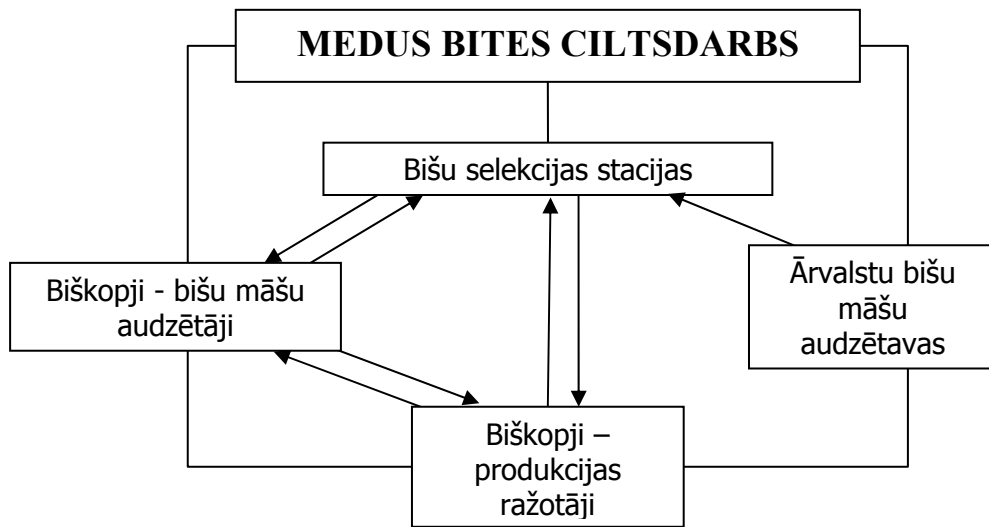 MEDUS BITES CILTSDARBS
Bišu selekcijas stacijas
Biškopji - bišu māšu
audzētāji
Ārvalstu bišu
māšu
audzētavas
Biškopji –
produkcijas
ražotāji